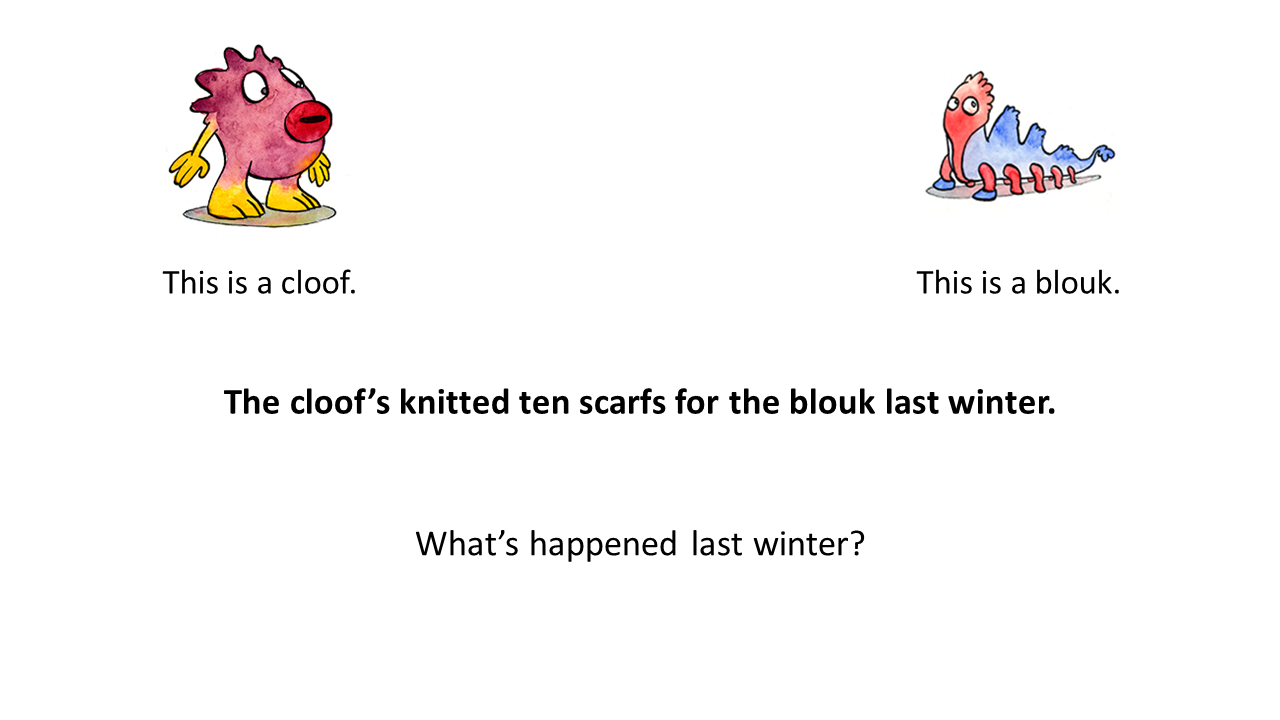 This is a cloof.
This is a blouk.
The cloof’s knitted ten scarfs for the blouk last winter.
What’s happened last winter?